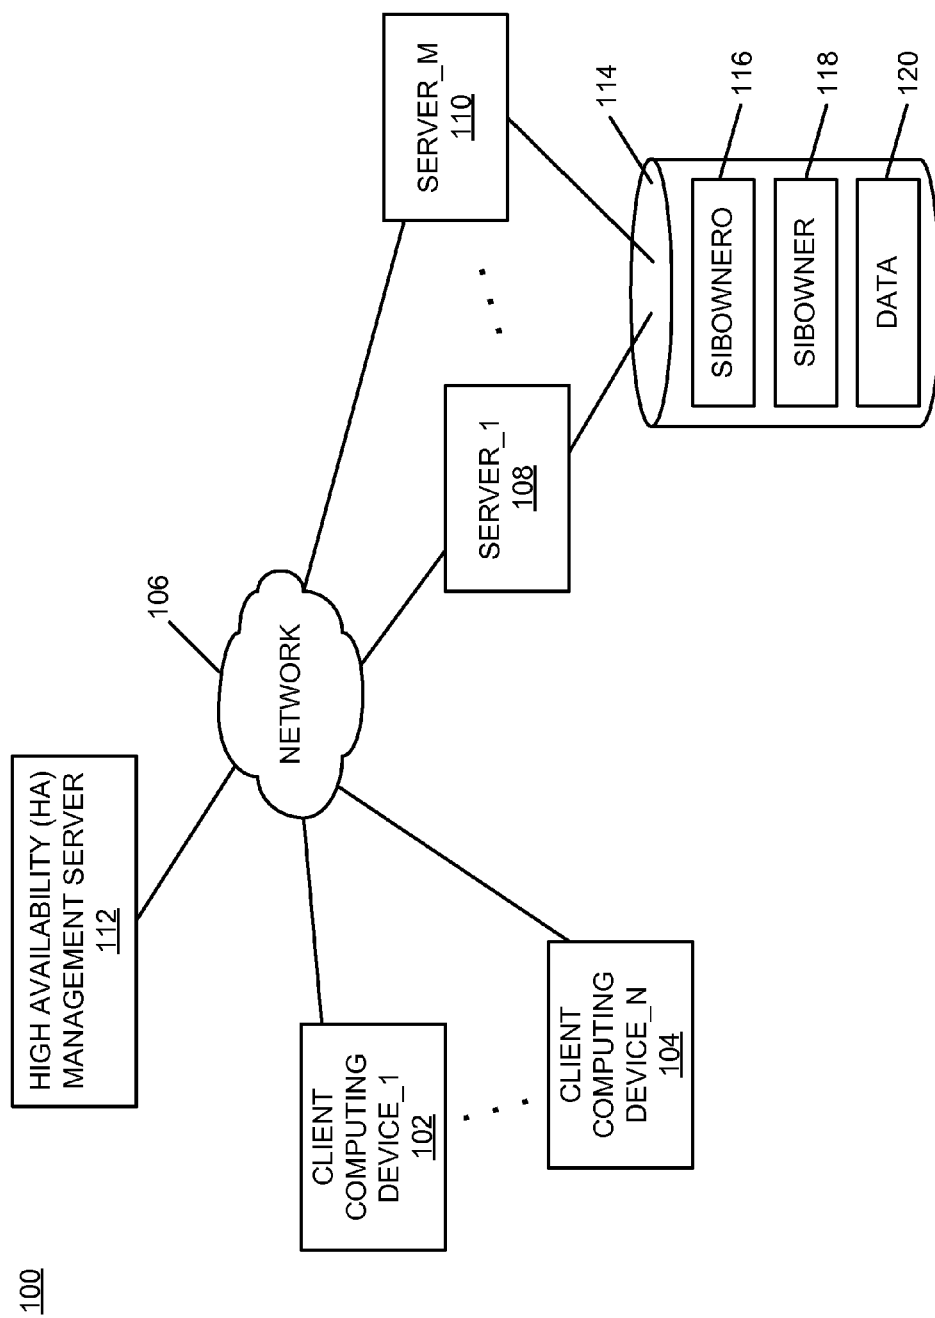 100
HIGH AVAILABILITY (HA)
MANAGEMENT SERVER
112
106
NETWORK
CLIENT
COMPUTING
DEVICE_1
102
CLIENT
COMPUTING
DEVICE_N
104
SERVER_1
108
SERVER_M
110
114
SIBOWNERO
116
SIBOWNER
118
DATA
120